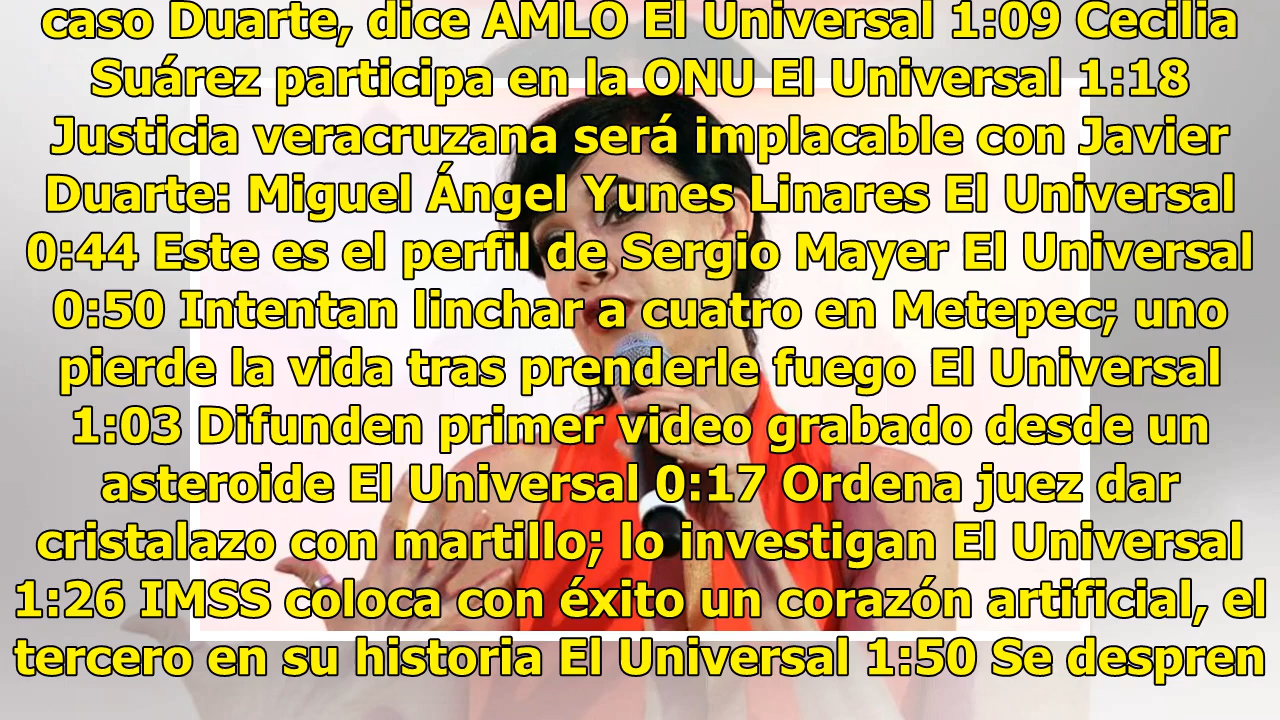 caso Duarte, dice AMLO El Universal 1:09 Cecilia
Suárez participa en la ONU El Universal 1:18
Justicia veracruzana será implacable con Javier
Duarte: Miguel Ángel Yunes Linares El Universal
0:44 Este es el perfil de Sergio Mayer El Universal
0:50 Intentan linchar a cuatro en Metepec; uno
pierde la vida tras prenderle fuego El Universal
1:03 Difunden primer video grabado desde un
asteroide El Universal 0:17 Ordena juez dar
cristalazo con martillo; lo investigan El Universal
1:26 IMSS coloca con éxito un corazón artificial, el
tercero en su historia El Universal 1:50 Se despren